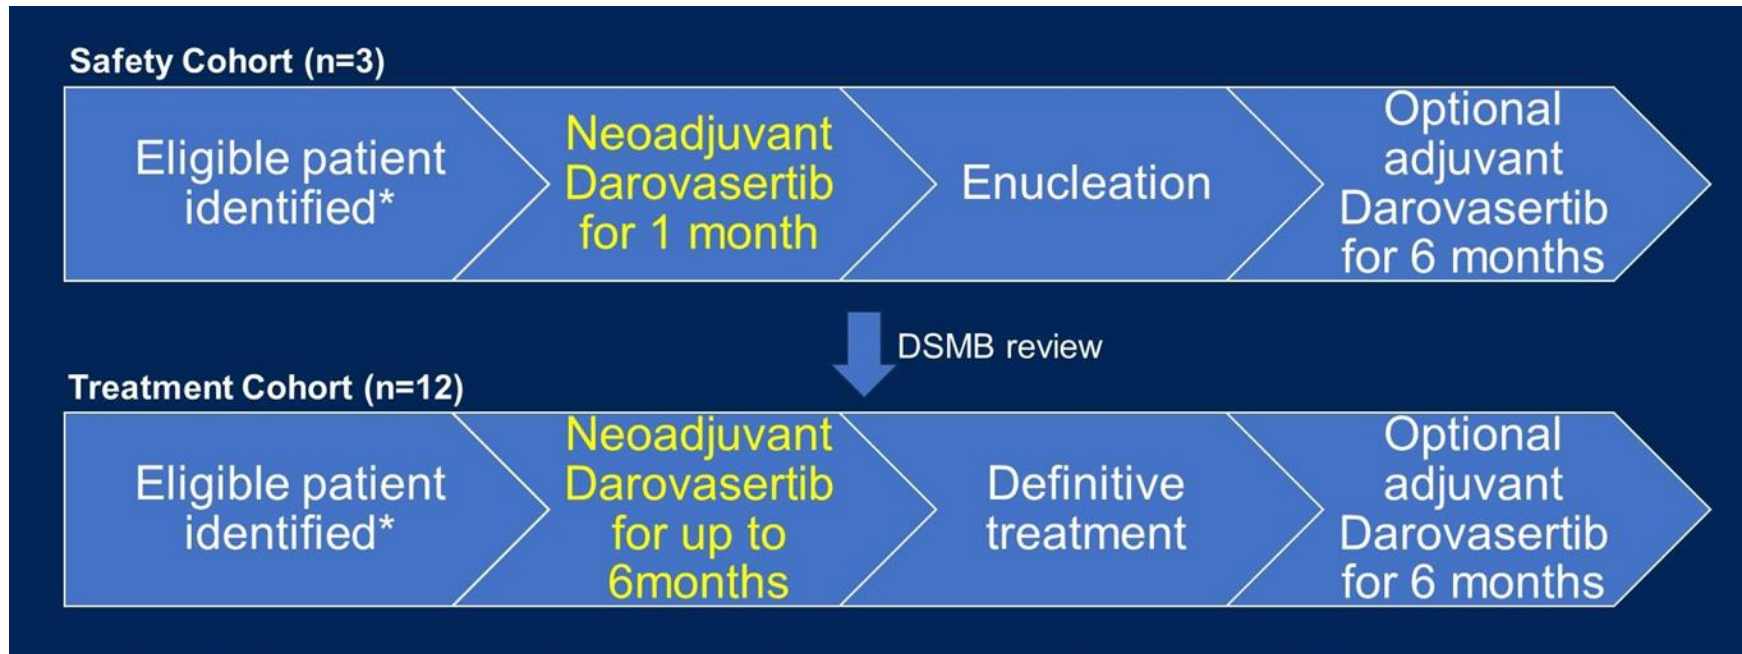 Safety Cohort (n=3)
Eligible patient
identified*
Neoadjuvant
Darovasertib
for 1 month
Enucleation
Optional
adjuvant
Darovasertib
for 6 months
DSMB review
Treatment Cohort (n=12)
Eligible patient
identified*
Neoadjuvant
Darovasertib
for up to
6months
Definitive
treatment
Optional
adjuvant
Darovasertib
for 6 months